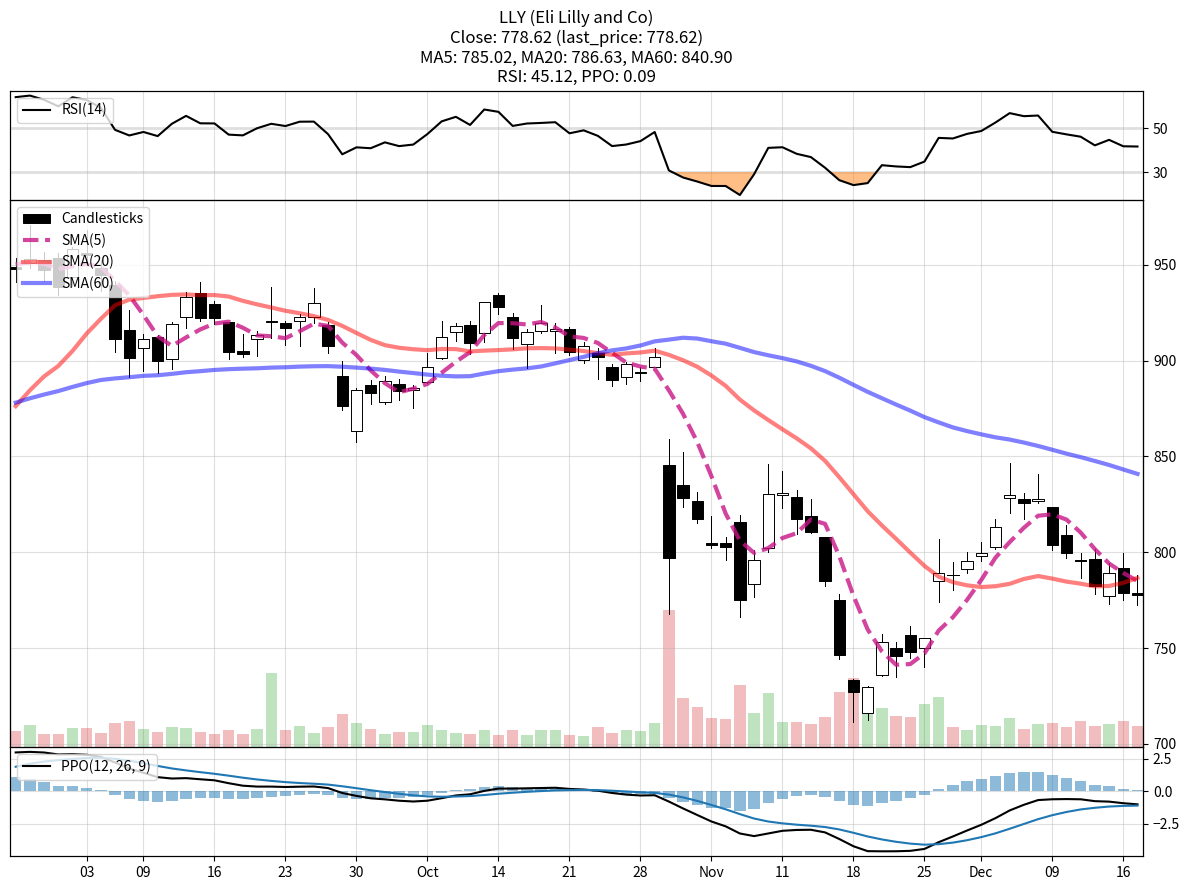 LLY (Eli Lilly and Co)
Close: 778.62 (last_price: 778.62)
MA5: 785.02, MA20: 786.63, MA60: 840.90
RSI: 45.12, PPO: 0.09
RSI(14)
50
30
Candlesticks
SMA(5)
SMA(20)
SMA(60)
950
900
850
800
750
700
PPO(12, 26, 9)
2.5
0.0
−2.5
03 09 16 23 30 Oct 14 21 28 Nov 11 18 25 Dec 09 16